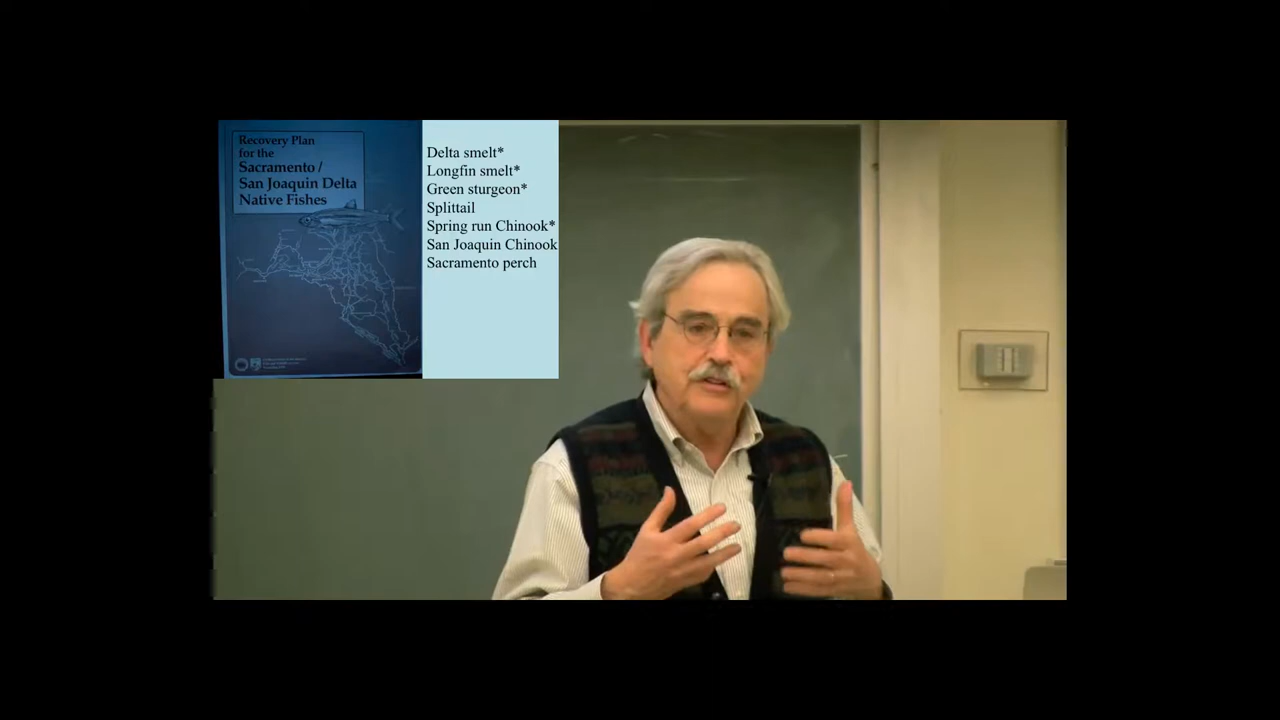 Recovery Plan
for the
Sacramento /
San Joaquin Delta
Native Fishes
Delta smelt*
Longfin smelt*
Green sturgeon*
Splittail
Spring run Chinook*
San Joaquin Chinook
Sacramento perch